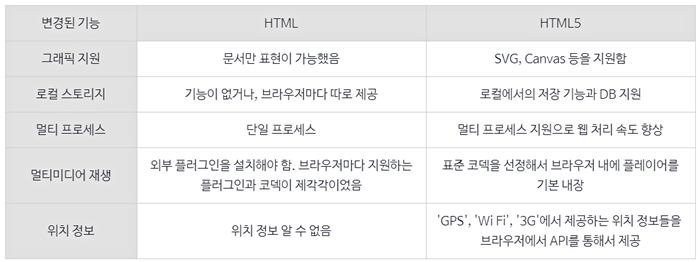 변경된 기능 HTML HTML5
그래픽 지원 문서만 표현이 가능했음 SVG, Canvas 등을 지원함
로컬 스토리지 기능이 없거나, 브라우저마다 따로 제공 로컬에서의 저장 기능과 DB 지원
멀티 프로세스 단일 프로세스 멀티 프로세스 지원으로 웹 처리 속도 향상
멀티미디어 재생 외부 플러그인을 설치해야 함. 브라우저마다 지원하는
플러그인과 코덱이 제각각이었음
표준 코덱을 선정해서 브라우저 내에 플레이어를
기본 내장
위치 정보 위치 정보 알 수 없음 'GPS', 'Wi Fi', '3G'에서 제공하는 위치 정보들을
브라우저에서 API를 통해서 제공